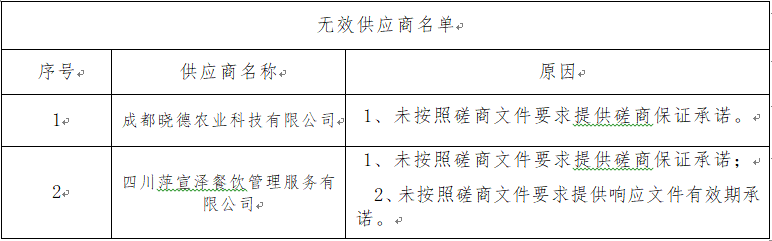 无效供应商名单
序号 供应商名称 原因
1 成都晓德农业科技有限公司 1、未按照磋商文件要求提供磋商保证承诺。
2 四川萍宣泽餐饮管理服务有
限公司
1、未按照磋商文件要求提供磋商保证承诺；
2、未按照磋商文件要求提供响应文件有效期承
诺。